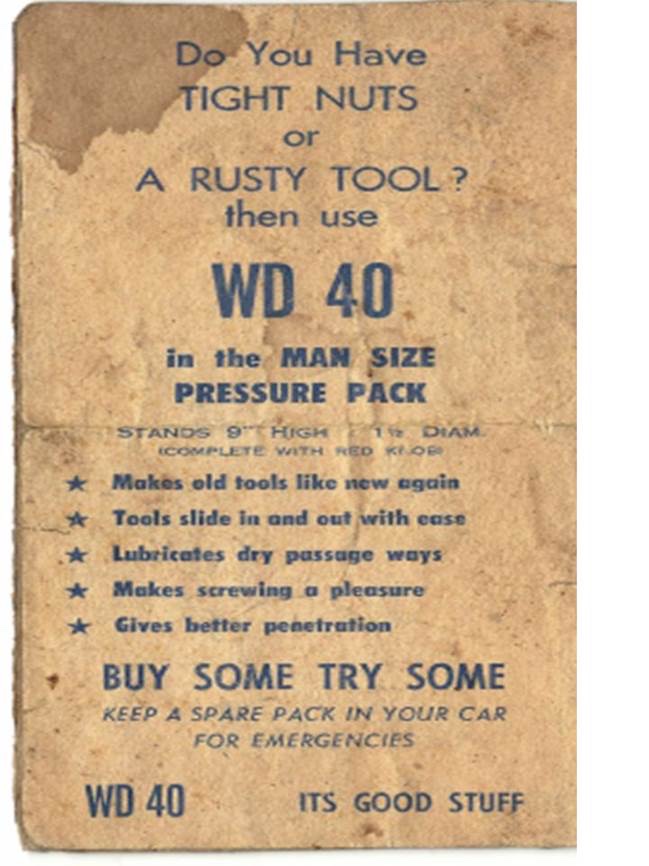 Do You Have
TIGHT NUTS
or
A RUSTY TOOL?
then use
WD 40
in the MAN SIZE
PRESSURE PACK
STANDS 9" HIGH 1½ DIAM.
(COMPLETE WITH RED KNOB)
★ Makes old tools like new again
★ Tools slide in and out with ease
★ Lubricates dry passage ways
★ Makes screwing a pleasure
★ Gives better penetration
BUY SOME TRY SOME
KEEP A SPARE PACK IN YOUR CAR
FOR EMERGENCIES
WD 40 ITS GOOD STUFF